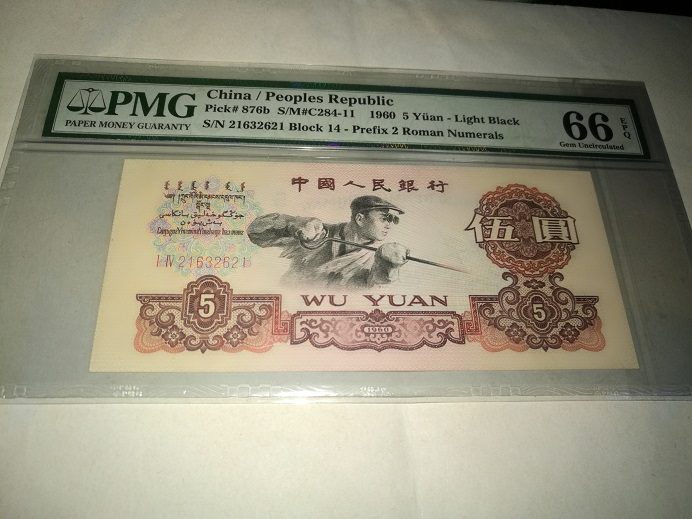 PMG
PAPER MONEY GUARANTY
China / Peoples Republic
Pick# 876b S/M#C284-11 1960 5 Yüan - Light Black
S/N 21632621 Block 14 - Prefix 2 Roman Numerals
66 EPQ
Gem Uncirculated
中國人民銀行
I IV 21632621
伍圓
WU YUAN
5
1960
5